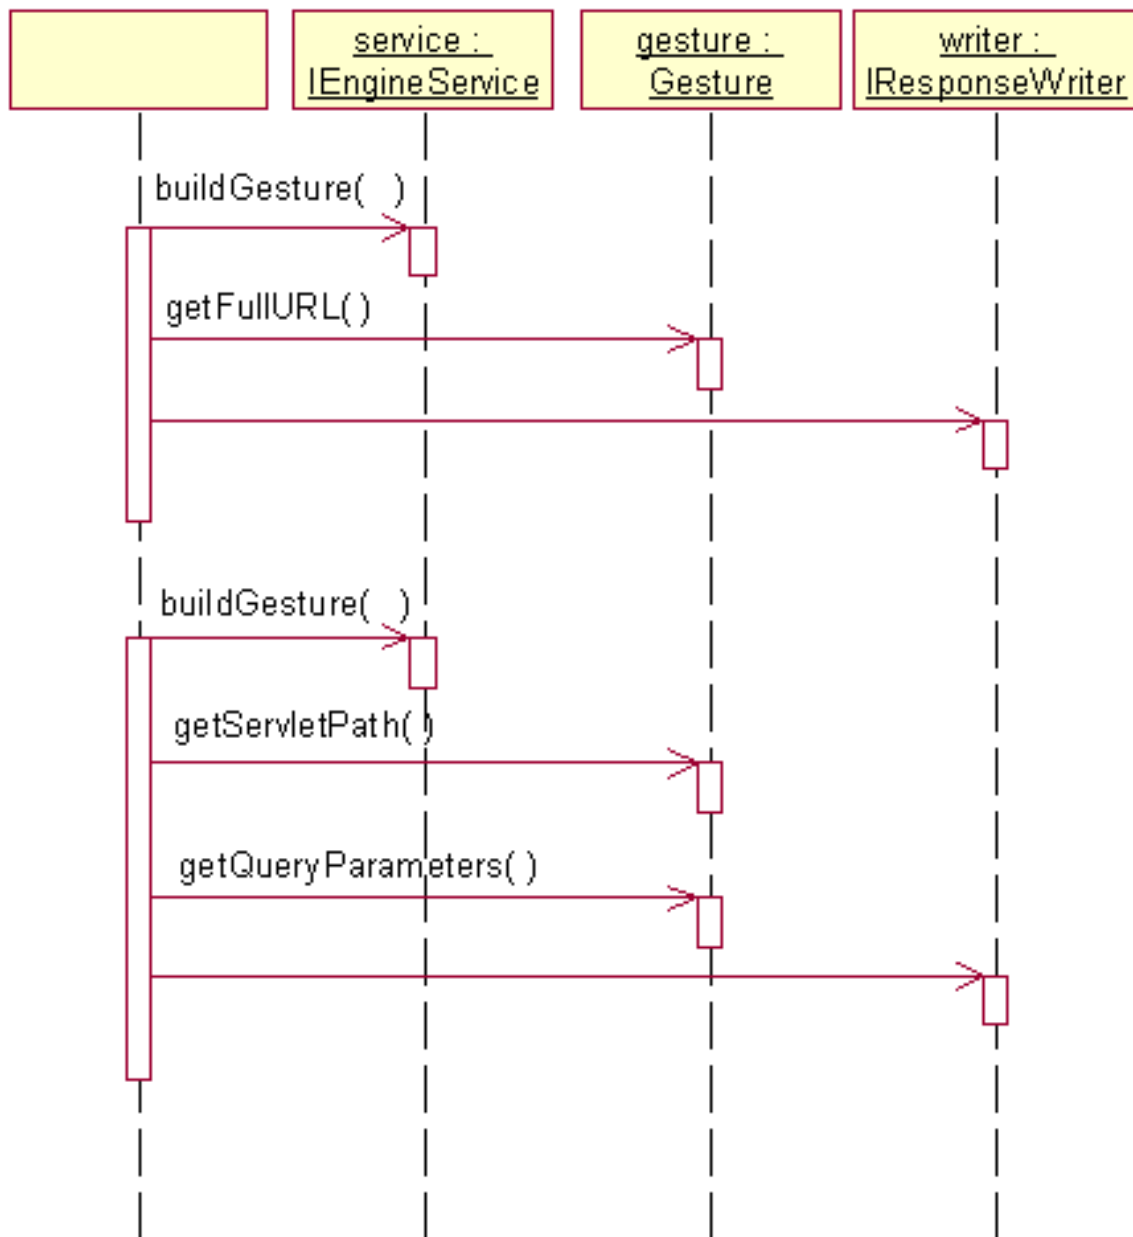 service :
IEngineService
gesture :
Gesture
writer :
IResponseWriter
buildGesture(  )
getFullURL( )
buildGesture(  )
getServletPath( )
getQueryParameters( )